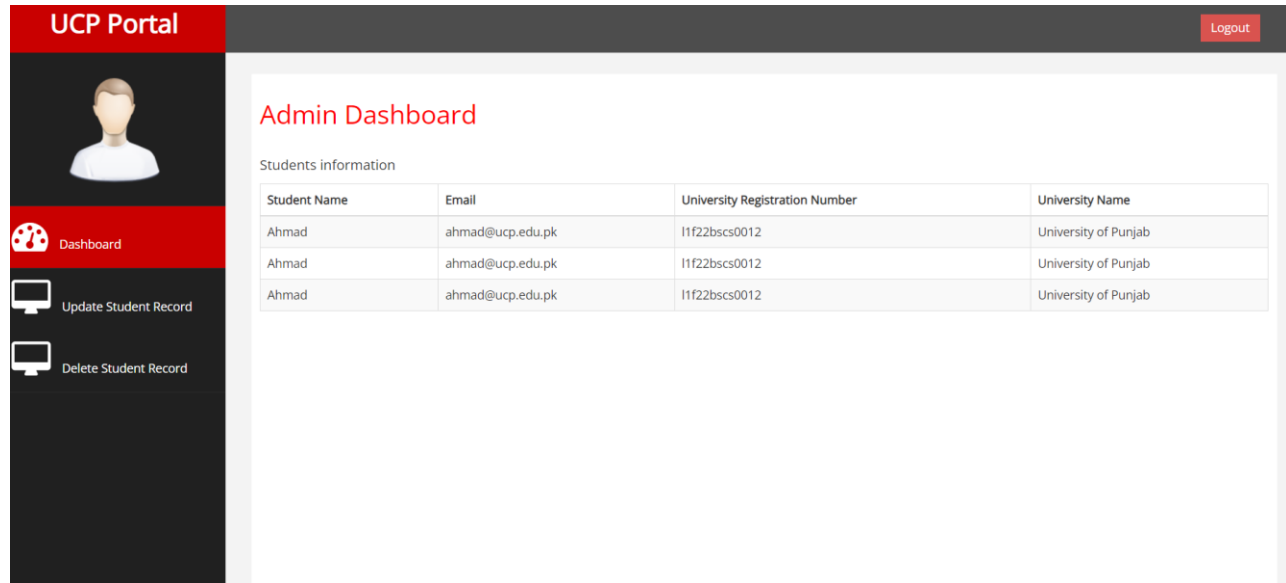 UCP Portal
Logout
Admin Dashboard
Students information
Student Name Email University Registration Number University Name
Ahmad ahmad@ucp.edu.pk l1f22bscs0012 University of Punjab
Ahmad ahmad@ucp.edu.pk l1f22bscs0012 University of Punjab
Ahmad ahmad@ucp.edu.pk l1f22bscs0012 University of Punjab
Dashboard
Update Student Record
Delete Student Record